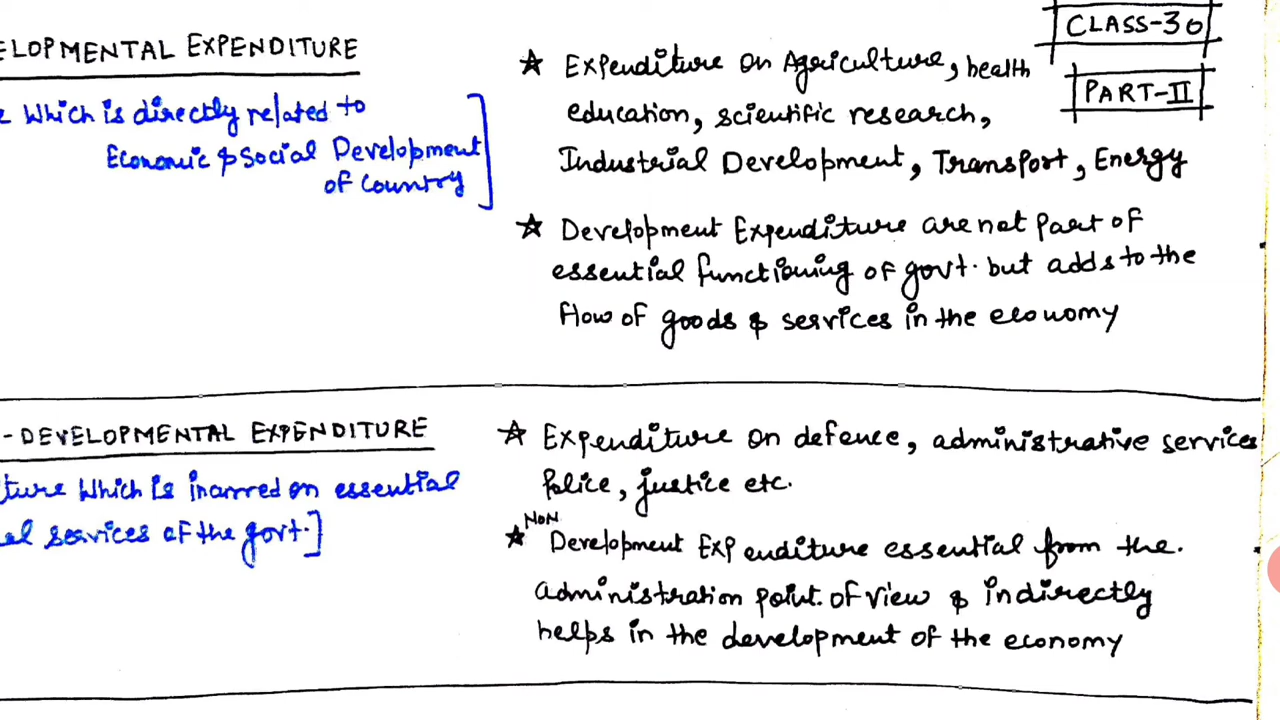 CLASS-30
PART-II
ELOPMENTAL EXPENDITURE
e which is directly related to
Economic & Social Development
of Country
★ Expenditure on Agriculture, health
education, scientific research,
Industrial Development, Transport, Energy
★ Development Expenditure are not part of
essential functioning of govt. but adds to the
flow of goods & services in the economy
-DEVELOPMENTAL EXPENDITURE
ture which is incurred on essential
al services of the govt.]
★ Expenditure on defence, administrative services
Police, justice etc.
★ NON Development Expenditure essential from the.
administration point. of view & indirectly
helps in the development of the economy